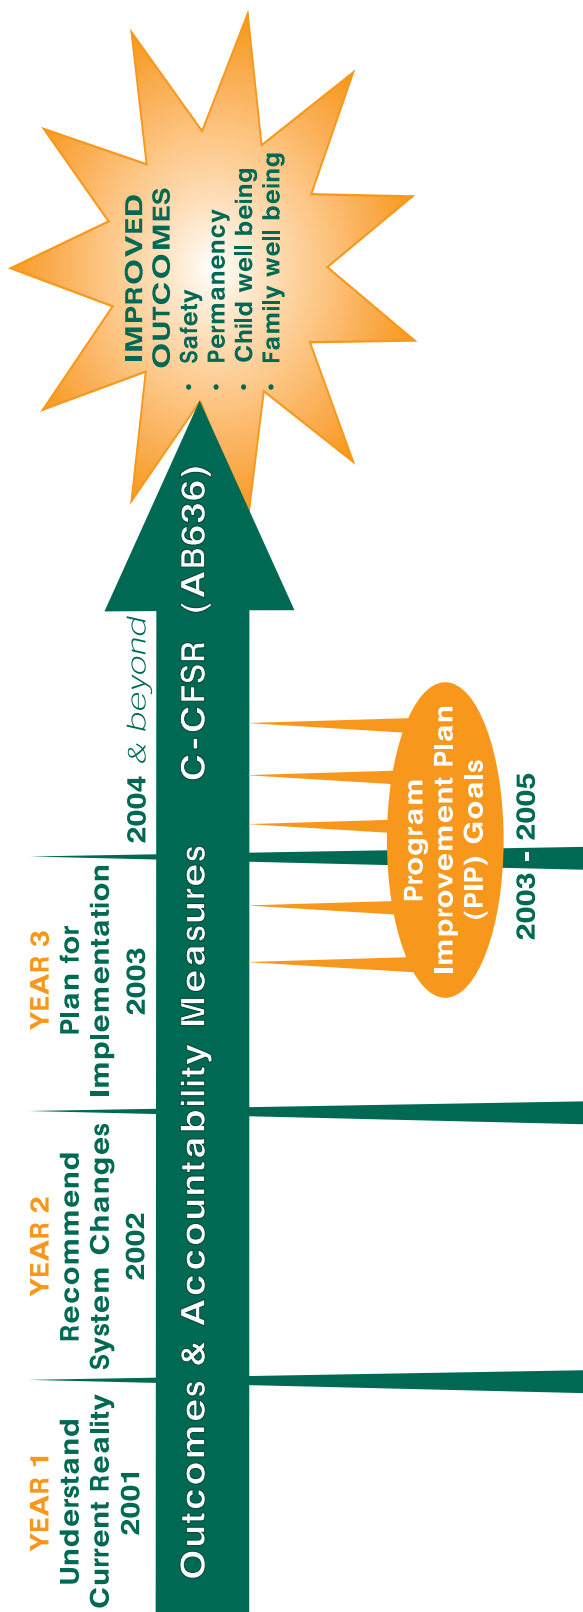 YEAR 1
Understand
Current Reality
2001
YEAR 2
Recommend
System Changes
2002
YEAR 3
Plan for
Implementation
2003
2004 & beyond
Outcomes & Accountability Measures C-CFSR (AB636)
IMPROVED
OUTCOMES
· Safety
· Permanency
· Child well being
· Family well being
Program
Improvement Plan
(PIP) Goals
2003 - 2005